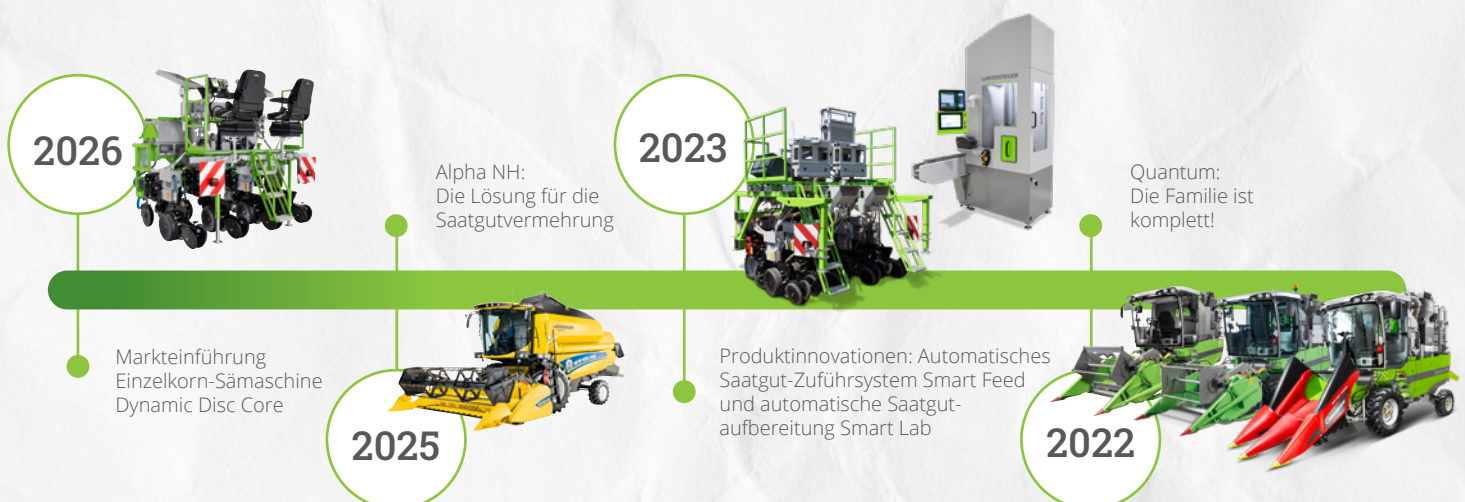 2026
Markteinführung
Einzelkorn-Sämaschine
Dynamic Disc Core
Alpha NH:
Die Lösung für die
Saatgutvermehrung
2025
2023
WINTERSTEIGER
Produktinnovationen: Automatisches
Saatgut-Zuführsystem Smart Feed
und automatische Saatgut-
aufbereitung Smart Lab
Quantum:
Die Familie ist
komplett!
2022